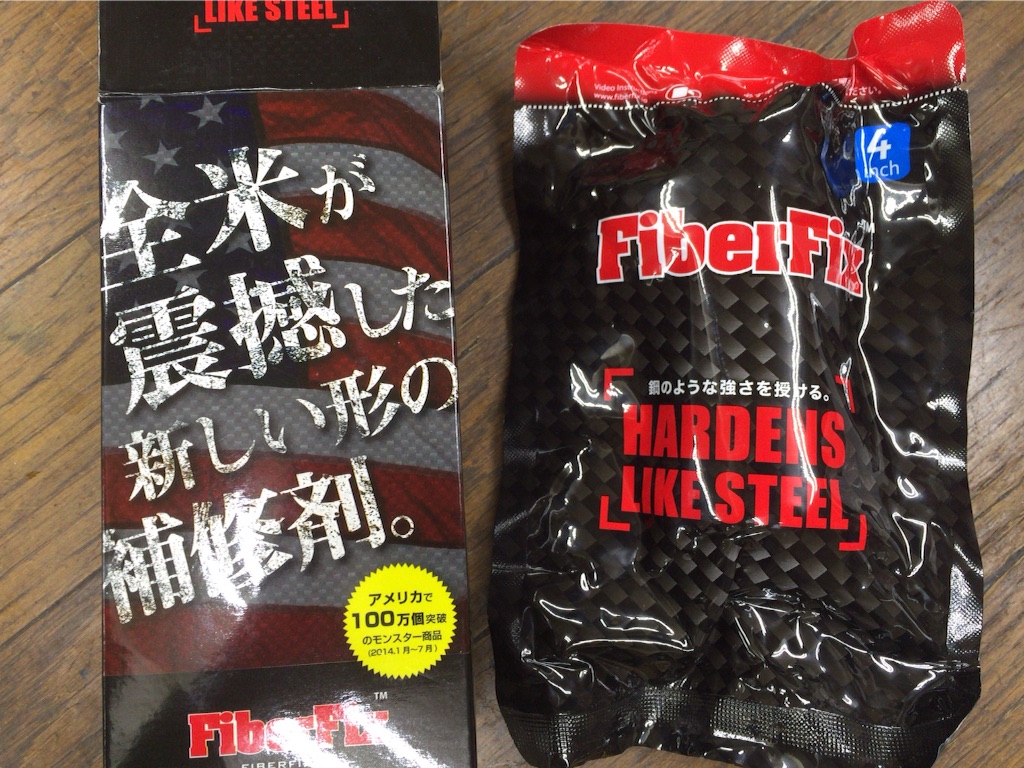 LIKE STEEL
全米が
震撼した
新しい形の
補修剤。
アメリカで
100万個突破
のモンスター商品
(2014.1月〜7月)
FiberFix™
Video
4
inch
FiberFix
鋼のような強さを授ける。
HARDENS
LIKE STEEL